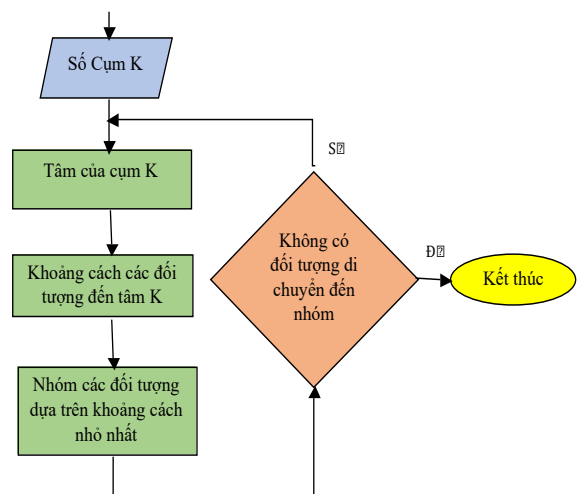 Số Cụm K
Tâm của cụm K
Khoảng cách các đối
tượng đến tâm K
Nhóm các đối tượng
dựa trên khoảng cách
nhỏ nhất
Không có
đối tượng di
chuyển đến
nhóm
Kết thúc